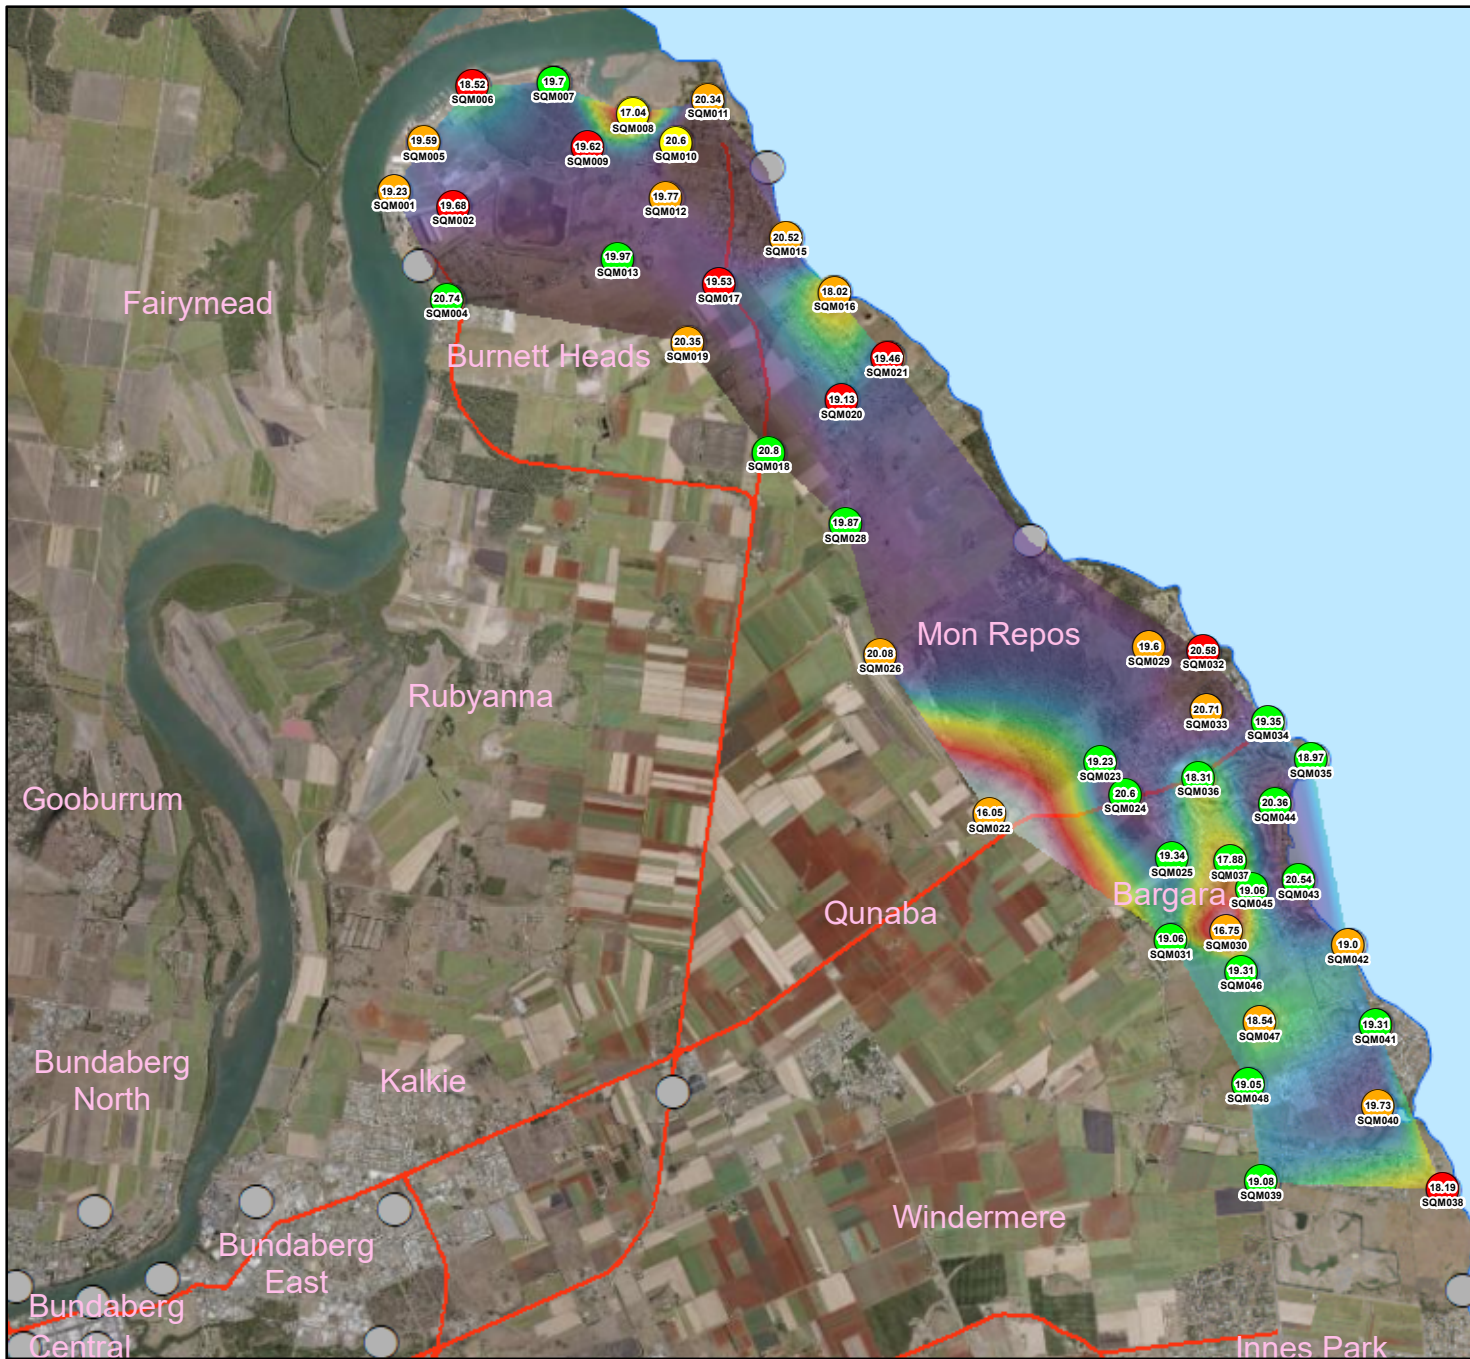 18.52
SQM006
19.7
SQM007
17.04
SQM008
20.34
SQM011
19.59
SQM005
19.62
SQM009
20.6
SQM010
19.23
SQM001
19.68
SQM002
19.77
SQM012
20.52
SQM015
19.97
SQM013
19.53
SQM017
18.02
SQM016
20.74
SQM004
Fairymead
Burnett Heads
20.35
SQM019
19.46
SQM021
19.13
SQM020
20.8
SQM018
19.87
SQM028
Mon Repos
20.08
SQM026
19.6
SQM029
20.58
SQM032
Rubyanna
20.71
SQM033
19.35
SQM034
19.23
SQM023
18.31
SQM036
18.97
SQM035
20.6
SQM024
20.36
SQM044
Gooburrum
16.05
SQM022
19.34
SQM025
17.88
SQM037
19.06
SQM045
20.54
SQM043
Bargara
Qunaba
19.06
SQM031
16.75
SQM030
19.0
SQM042
19.31
SQM046
18.54
SQM047
19.31
SQM041
Bundaberg
North
Kalkie
19.05
SQM048
19.73
SQM040
19.08
SQM039
18.19
SQM038
Windermere
Bundaberg
East
Bundaberg
Central
Innes Park